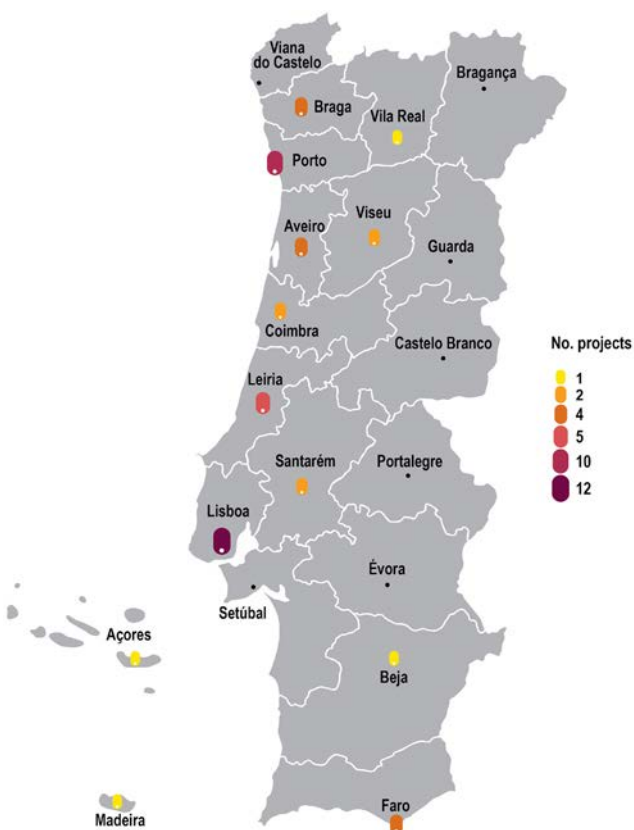 Viana
do Castelo
Bragança
Braga
Vila Real
Porto
Viseu
Aveiro
Guarda
Coimbra
Castelo Branco
No. projects
1
2
4
5
10
12
Leiria
Santarém
Portalegre
Lisboa
Évora
Setúbal
Açores
Beja
Madeira
Faro